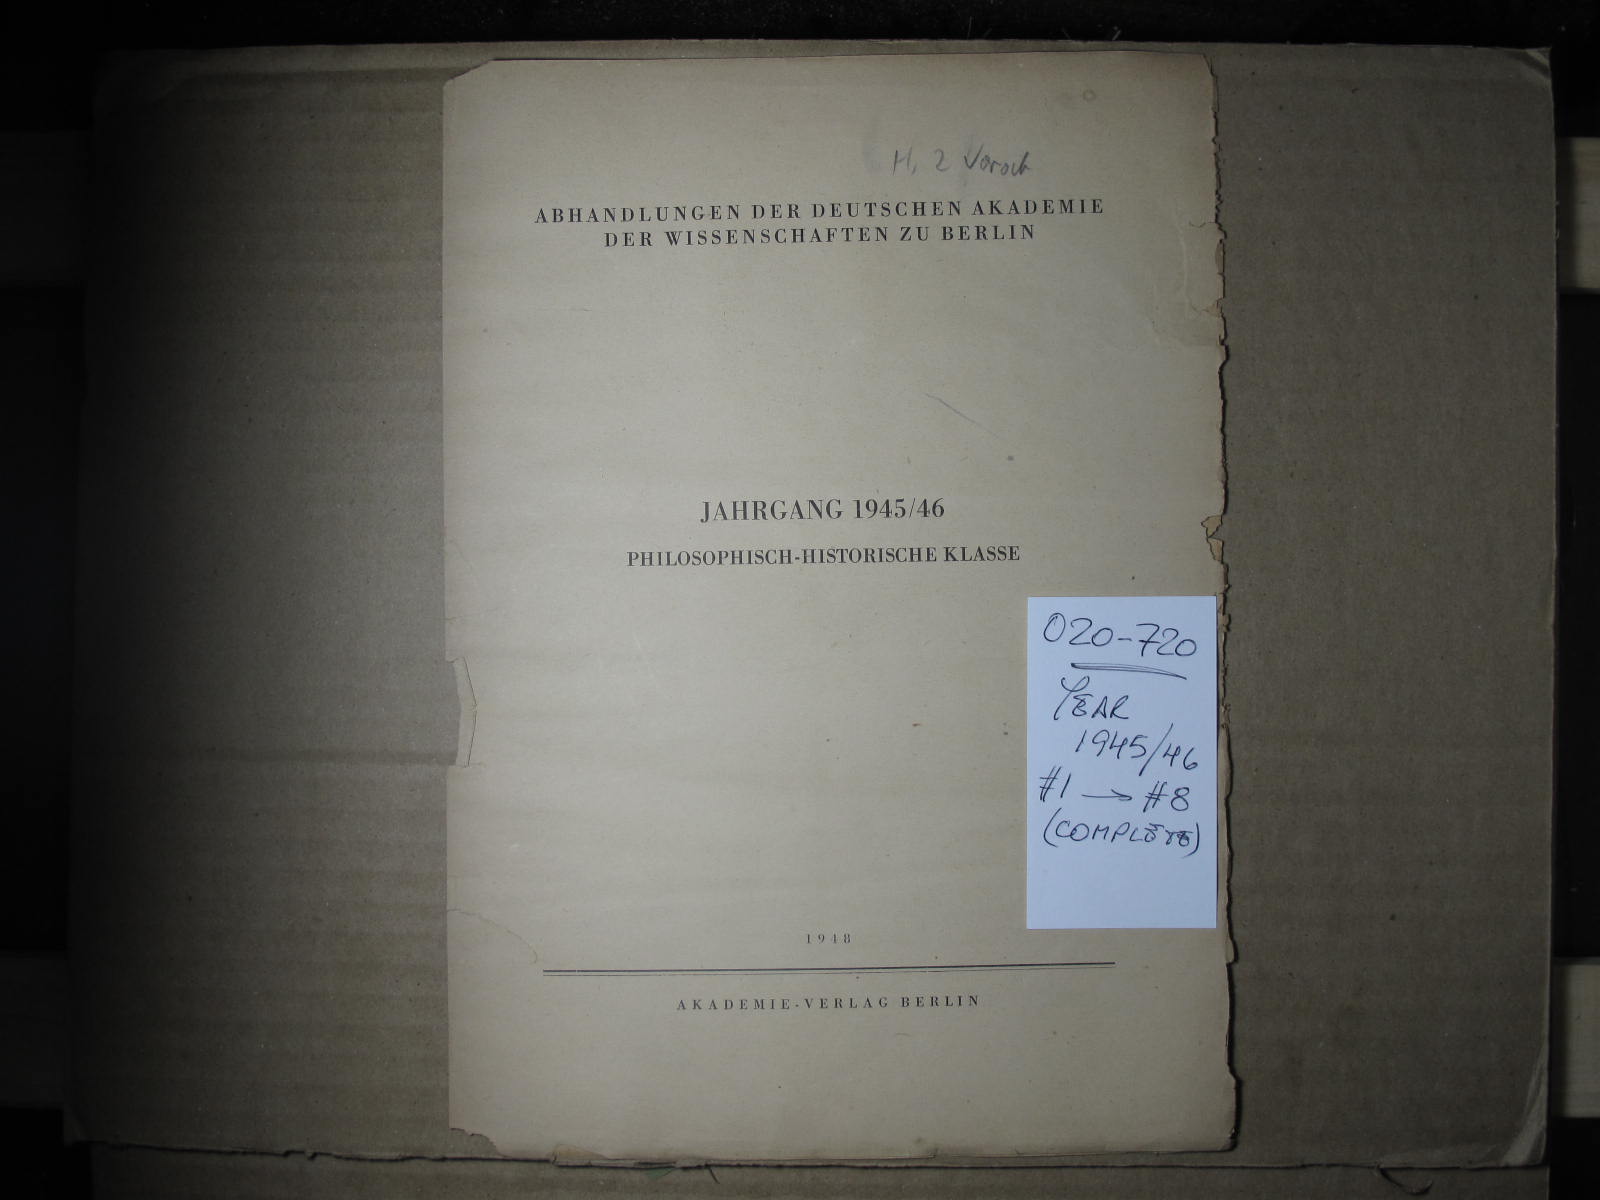 H, 2
ABHANDLUNGEN DER DEUTSCHEN AKADEMIE
DER WISSENSCHAFTEN ZU BERLIN
JAHRGANG 1945/46
PHILOSOPHISCH-HISTORISCHE KLASSE
020-720
YEAR
1945/46
#1 → #8
(COMPLETE)
1948
AKADEMIE-VERLAG BERLIN